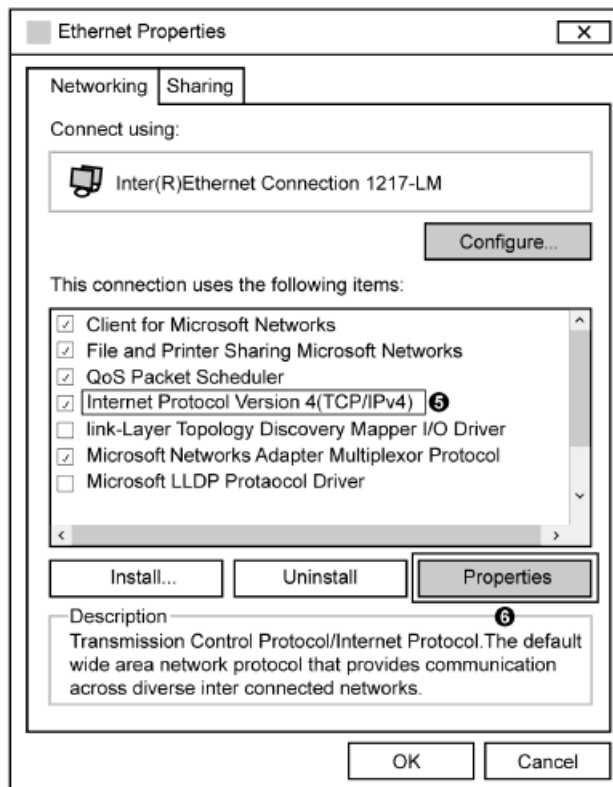 Ethernet Properties
Networking
Sharing
Connect using:
Inter(R)Ethernet Connection 1217-LM
Configure...
This connection uses the following items:
Client for Microsoft Networks
File and Printer Sharing Microsoft Networks
QoS Packet Scheduler
Internet Protocol Version 4(TCP/IPv4) ❺
link-Layer Topology Discovery Mapper I/O Driver
Microsoft Networks Adapter Multiplexor Protocol
Microsoft LLDP Protaocol Driver
Install...
Uninstall
Properties
❻
Description
Transmission Control Protocol/Internet Protocol.The default
wide area network protocol that provides communication
across diverse inter connected networks.
OK
Cancel